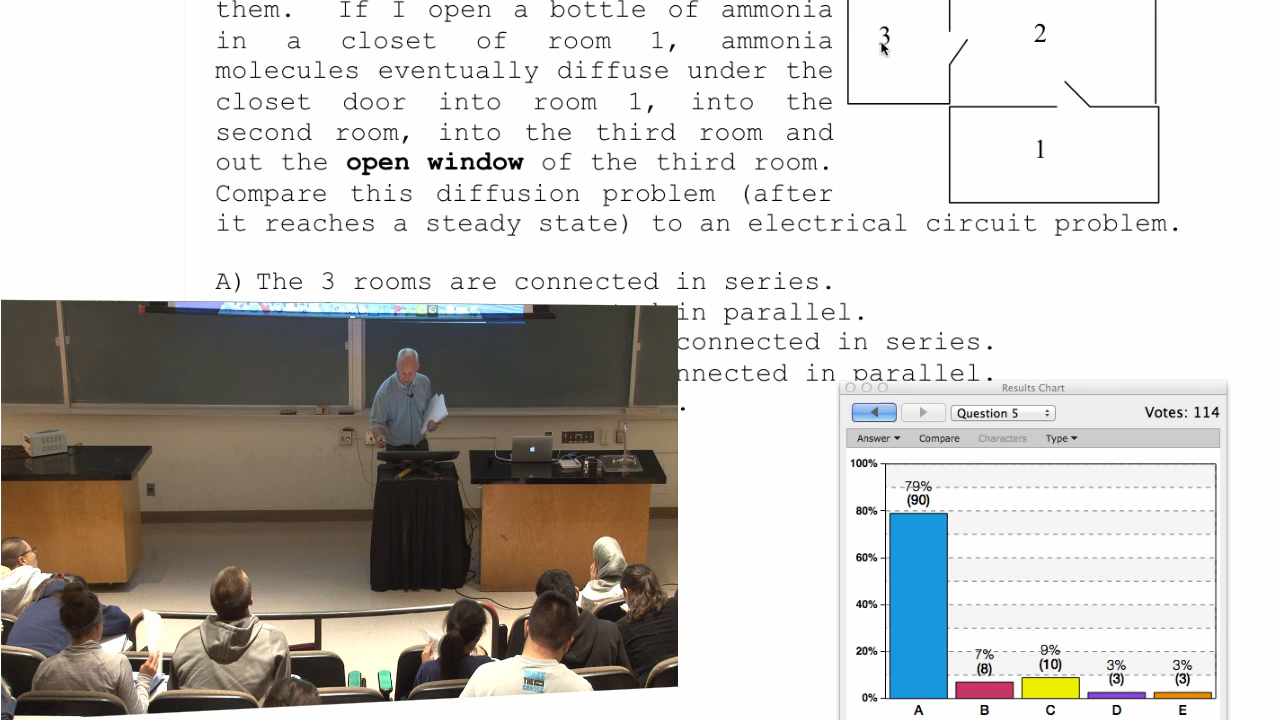 them. If I open a bottle of ammonia
in a closet of room 1, ammonia
molecules eventually diffuse under the
closet door into room 1, into the
second room, into the third room and
out the open window of the third room.
Compare this diffusion problem (after
it reaches a steady state) to an electrical circuit problem.
3
2
1
A) The 3 rooms are connected in series.
in parallel.
connected in series.
nnected in parallel.
.
Results Chart
Question 5
Votes: 114
Answer
Compare
Characters
Type
100%
80%
60%
40%
20%
0%
79%
(90)
7%
(8)
9%
(10)
3%
(3)
3%
(3)
A B C D E